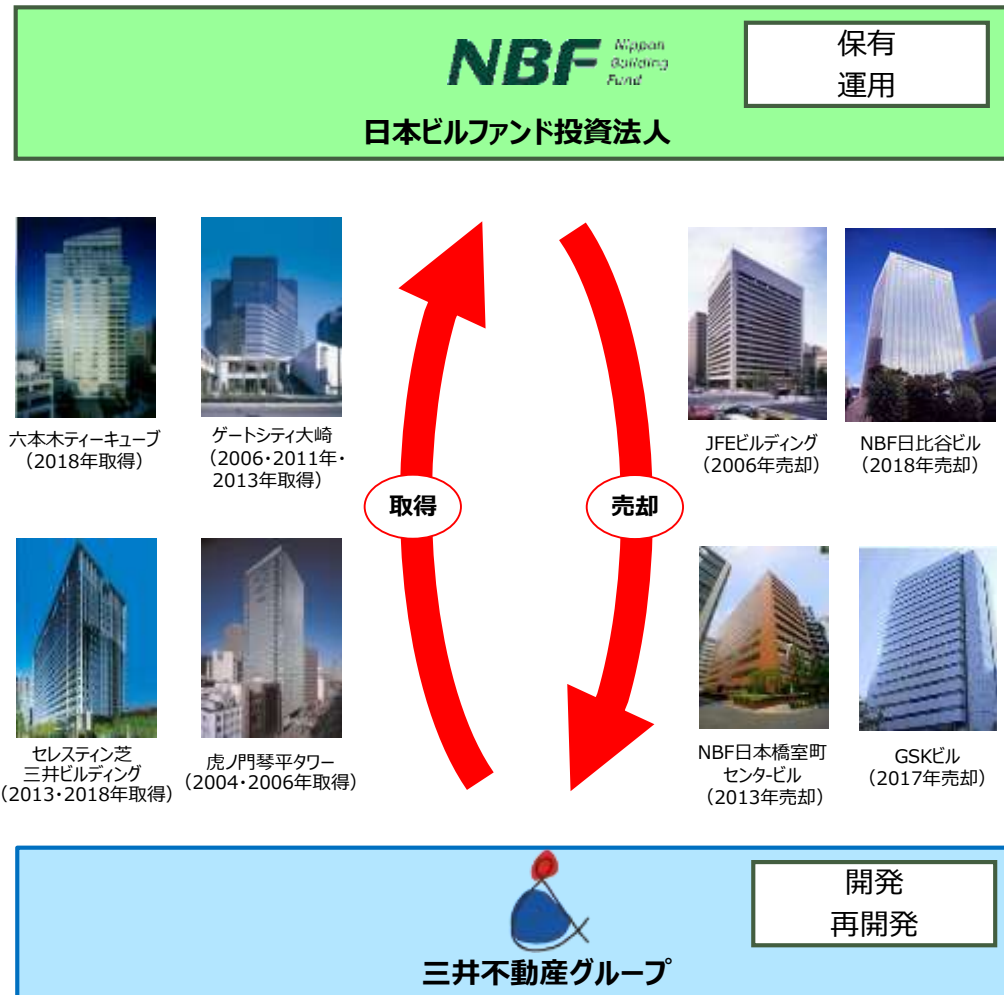 NBF
Nippon
Building
Fund
保有
運用
日本ビルファンド投資法人
六本木ティーキューブ
（2018年取得）
ゲートシティ大崎
（2006・2011年・
2013年取得）
JFEビルディング
（2006年売却）
NBF日比谷ビル
（2018年売却）
取得
売却
セレスティン芝
三井ビルディング
（2013・2018年取得）
虎ノ門琴平タワー
（2004・2006年取得）
NBF日本橋室町
センタービル
（2013年売却）
GSKビル
（2017年売却）
開発
再開発
三井不動産グループ